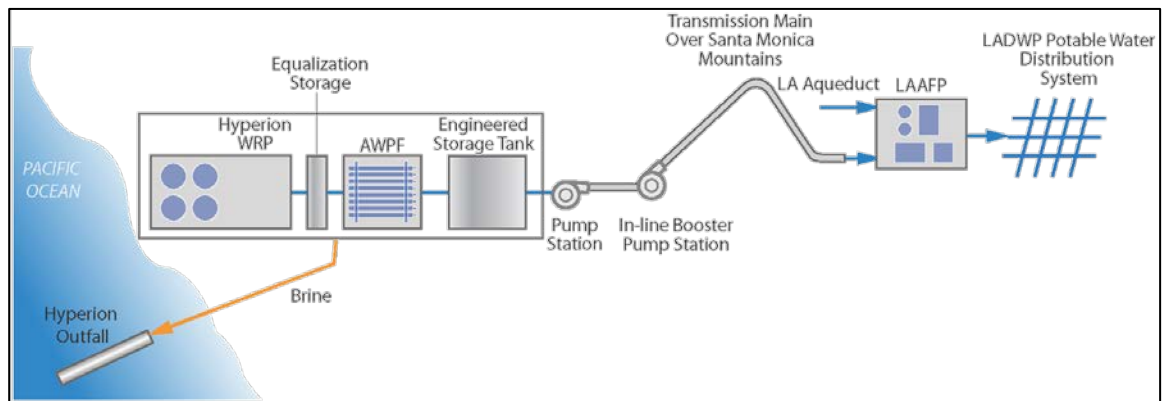 PACIFIC
OCEAN
Hyperion
Outfall
Brine
Hyperion
WRP
Equalization
Storage
AWPF
Engineered
Storage Tank
Pump
Station
In-line Booster
Pump Station
Transmission Main
Over Santa Monica
Mountains
LA Aqueduct
LAAFP
LADWP Potable Water
Distribution
System